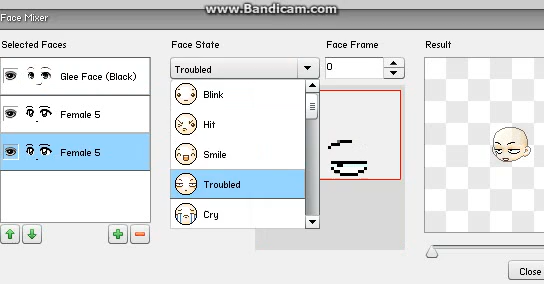 www.Bandicam.com
Face Mixer
Selected Faces
Face State
Face Frame
Result
Glee Face (Black)
Female 5
Female 5
Troubled
0
Blink
Hit
Smile
Troubled
Cry
Close